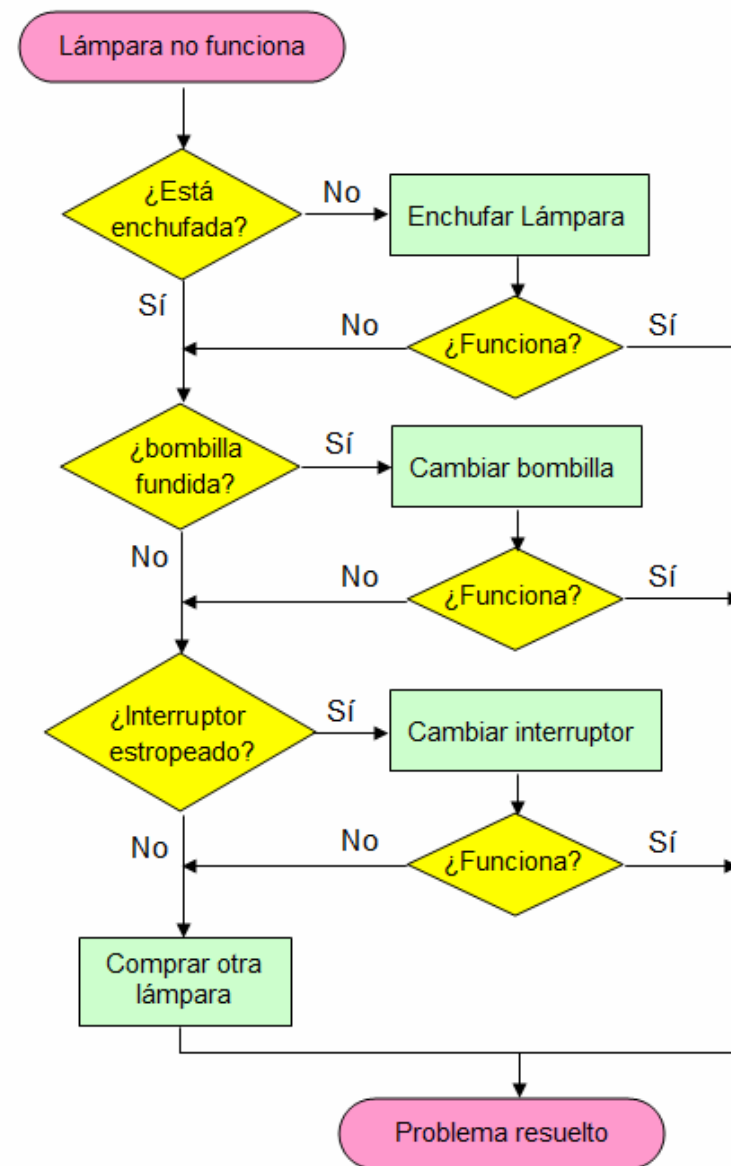 Lámpara no funciona
¿Está
enchufada?
No
Enchufar Lámpara
Sí
No
¿Funciona?
Sí
¿bombilla
fundida?
Sí
Cambiar bombilla
No
No
¿Funciona?
Sí
¿Interruptor
estropeado?
Sí
Cambiar interruptor
No
No
¿Funciona?
Sí
Comprar otra
lámpara
Problema resuelto